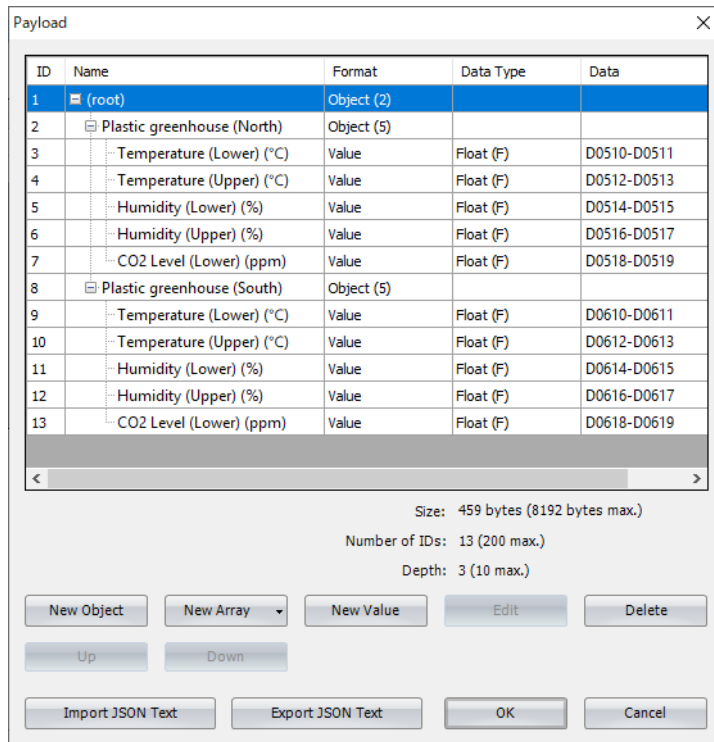 Payload
ID Name Format Data Type Data
1 (root) Object (2)
2 Plastic greenhouse (North) Object (5)
3 Temperature (Lower) (°C) Value Float (F) D0510-D0511
4 Temperature (Upper) (°C) Value Float (F) D0512-D0513
5 Humidity (Lower) (%) Value Float (F) D0514-D0515
6 Humidity (Upper) (%) Value Float (F) D0516-D0517
7 CO2 Level (Lower) (ppm) Value Float (F) D0518-D0519
8 Plastic greenhouse (South) Object (5)
9 Temperature (Lower) (°C) Value Float (F) D0610-D0611
10 Temperature (Upper) (°C) Value Float (F) D0612-D0613
11 Humidity (Lower) (%) Value Float (F) D0614-D0615
12 Humidity (Upper) (%) Value Float (F) D0616-D0617
13 CO2 Level (Lower) (ppm) Value Float (F) D0618-D0619
Size: 459 bytes (8192 bytes max.)
Number of IDs: 13 (200 max.)
Depth: 3 (10 max.)
New Object New Array New Value Edit Delete
Up Down
Import JSON Text Export JSON Text OK Cancel